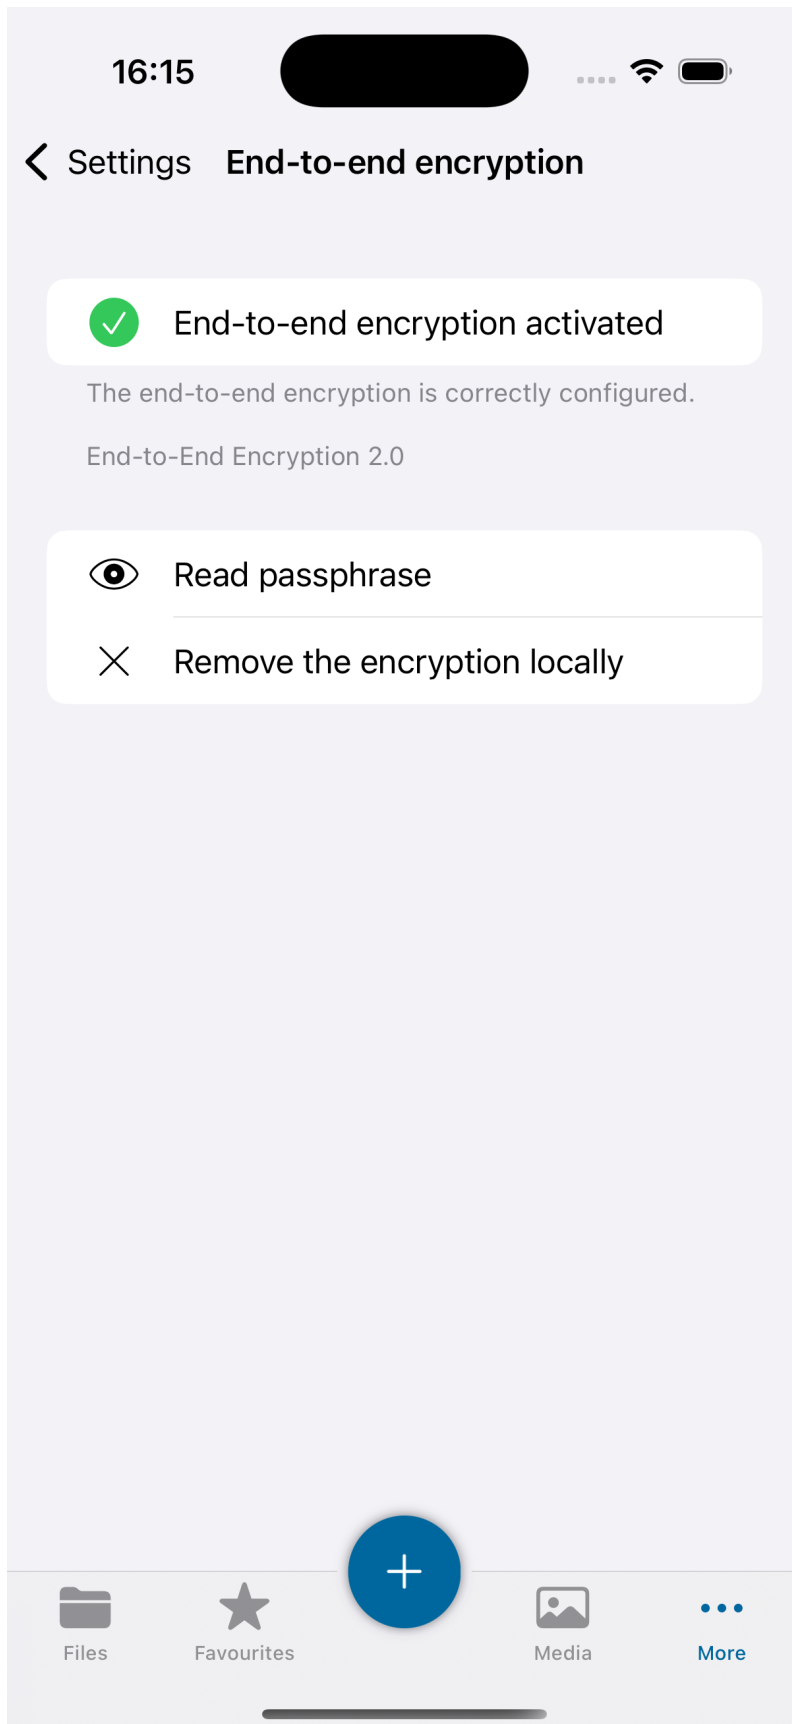 16:15
Settings End-to-end encryption
End-to-end encryption activated
The end-to-end encryption is correctly configured.
End-to-End Encryption 2.0
Read passphrase
Remove the encryption locally
Files Favourites Media More